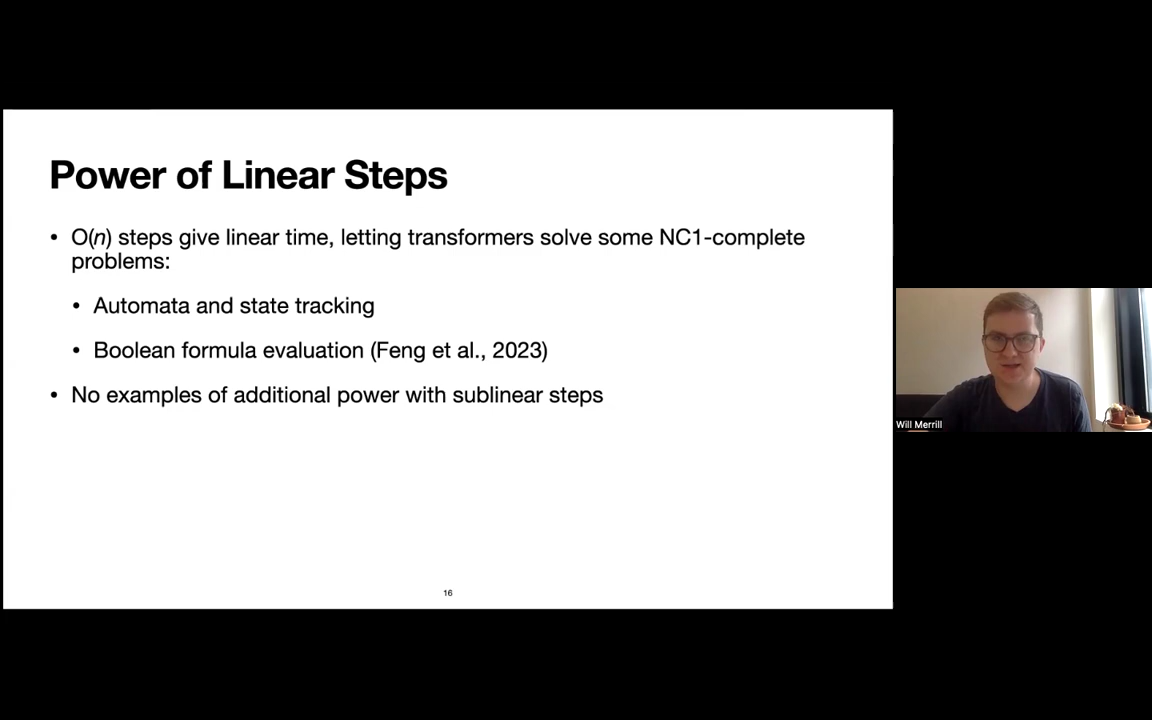 Power of Linear Steps
• O(n) steps give linear time, letting transformers solve some NC1-complete
problems:
• Automata and state tracking
• Boolean formula evaluation (Feng et al., 2023)
• No examples of additional power with sublinear steps
16
Will Merrill